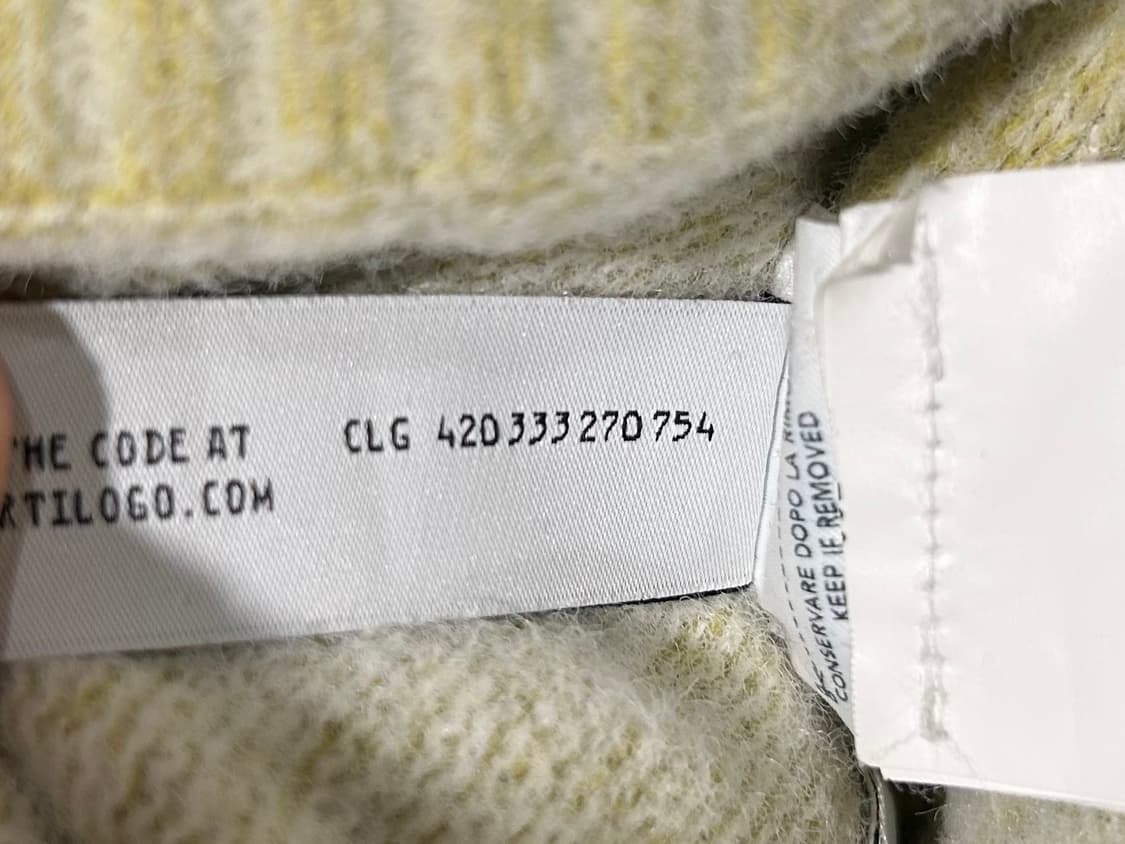 HE CODE AT
RTILOGO.COM
CLG 420333270754
CONSERVARE DOPO LA
KEEP IF REMOVED